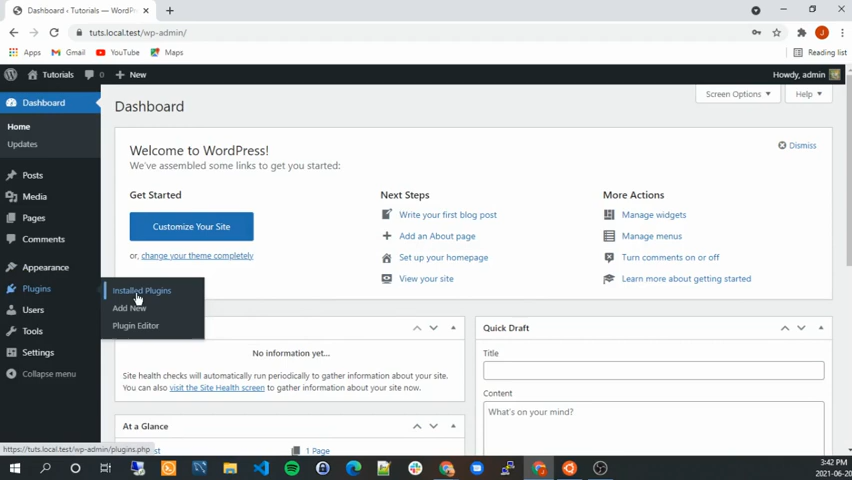 Dashboard ‹ Tutorials — WordPr
tuts.local.test/wp-admin/
J
Apps
Gmail
YouTube
Maps
Reading list
Tutorials
0
New
Howdy, admin
Dashboard
Home
Updates
Posts
Media
Pages
Comments
Appearance
Plugins
Users
Tools
Settings
Collapse menu
Installed Plugins
Add New
Plugin Editor
Dashboard
Screen Options
Help
Welcome to WordPress!
We've assembled some links to get you started:
Dismiss
Get Started
Customize Your Site
or, change your theme completely
Next Steps
Write your first blog post
Add an About page
Set up your homepage
View your site
More Actions
Manage widgets
Manage menus
Turn comments on or off
Learn more about getting started
No information yet...
Site health checks will automatically run periodically to gather information about your site.
You can also visit the Site Health screen to gather information about your site now.
At a Glance
1 Page
Quick Draft
Title
Content
What's on your mind?
https://tuts.local.test/wp-admin/plugins.php
3:42 PM
2021-06-20